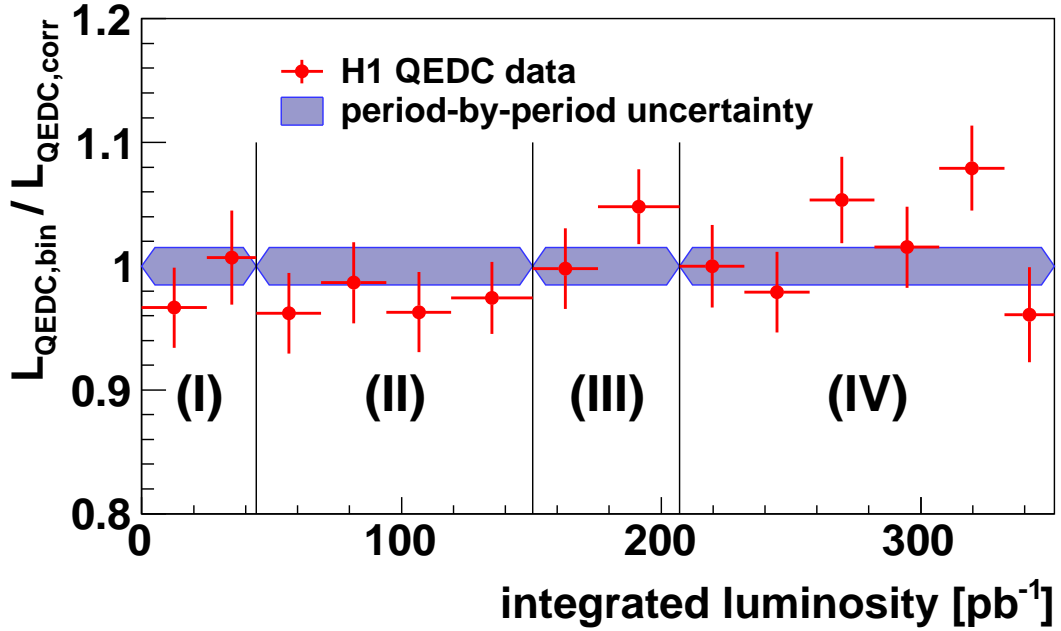 L_QEDC,bin / L_QEDC,corr
1.2
1.1
1
0.9
0.8
H1 QEDC data
period-by-period uncertainty
(I) (II) (III) (IV)
0 100 200 300
integrated luminosity [pb⁻¹]